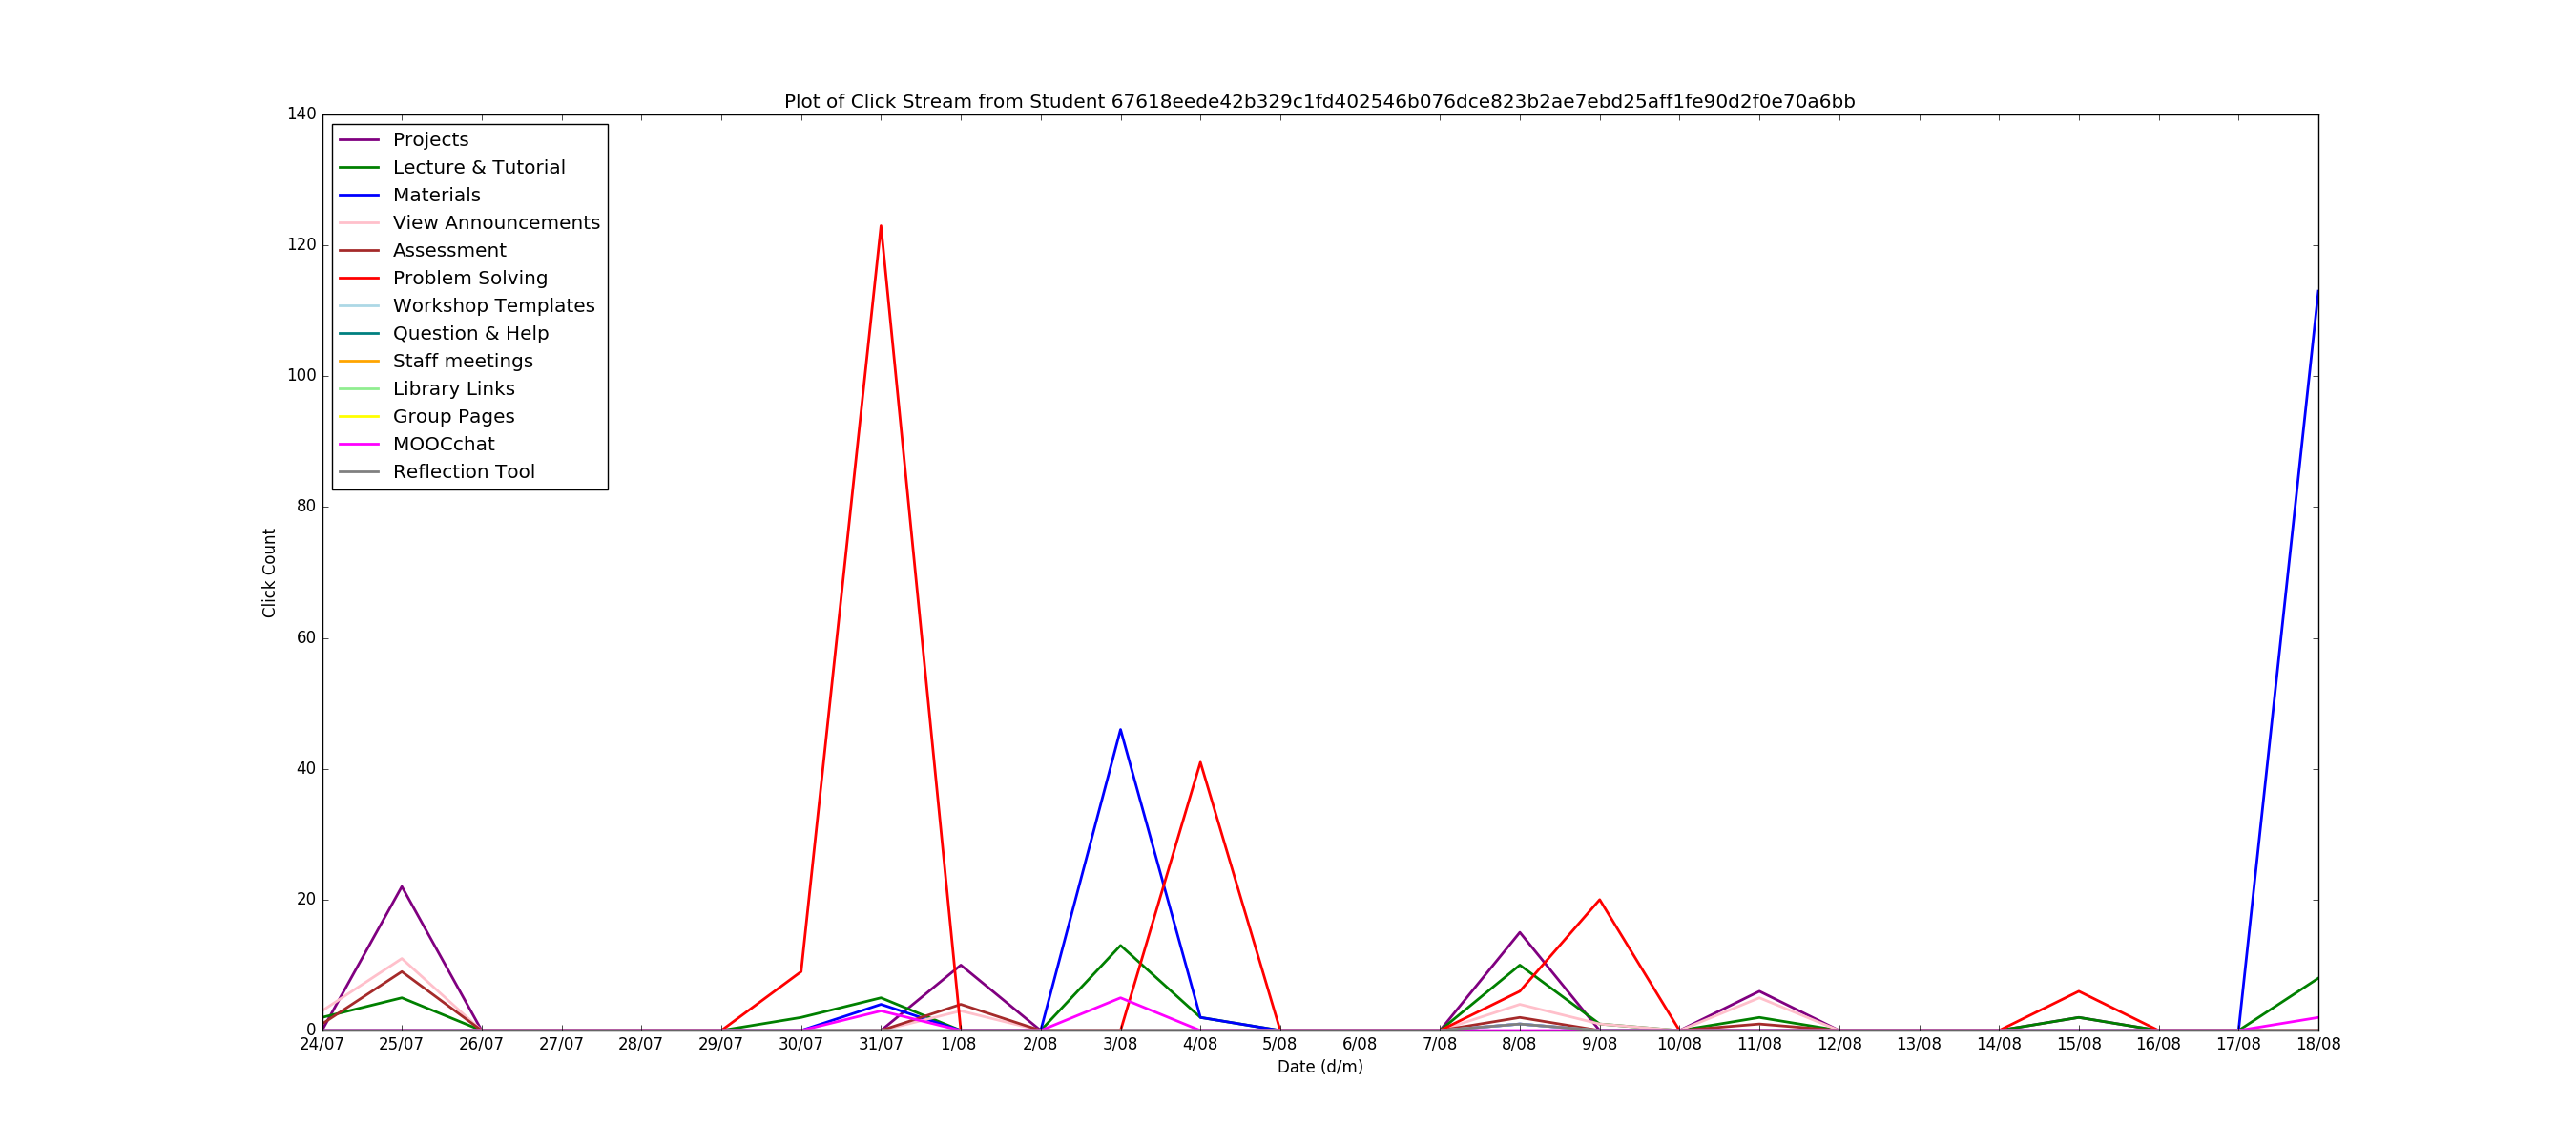 Plot of Click Stream from Student 67618eede42b329c1fd402546b076dce823b2ae7ebd25aff1fe90d2f0e70a6bb
140
120
100
80
60
40
20
0
Click Count
Projects
Lecture & Tutorial
Materials
View Announcements
Assessment
Problem Solving
Workshop Templates
Question & Help
Staff meetings
Library Links
Group Pages
MOOCchat
Reflection Tool
24/07 25/07 26/07 27/07 28/07 29/07 30/07 31/07 1/08 2/08 3/08 4/08 5/08 6/08 7/08 8/08 9/08 10/08 11/08 12/08 13/08 14/08 15/08 16/08 17/08 18/08
Date (d/m)